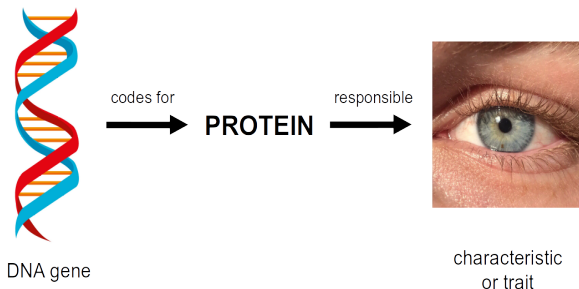 codes for
responsible
PROTEIN
DNA gene
characteristic
or trait